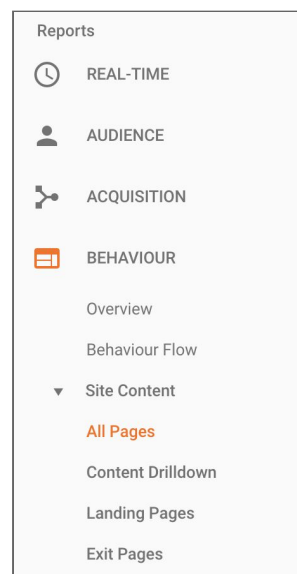 Reports
REAL-TIME
AUDIENCE
ACQUISITION
BEHAVIOUR
Overview
Behaviour Flow
Site Content
All Pages
Content Drilldown
Landing Pages
Exit Pages